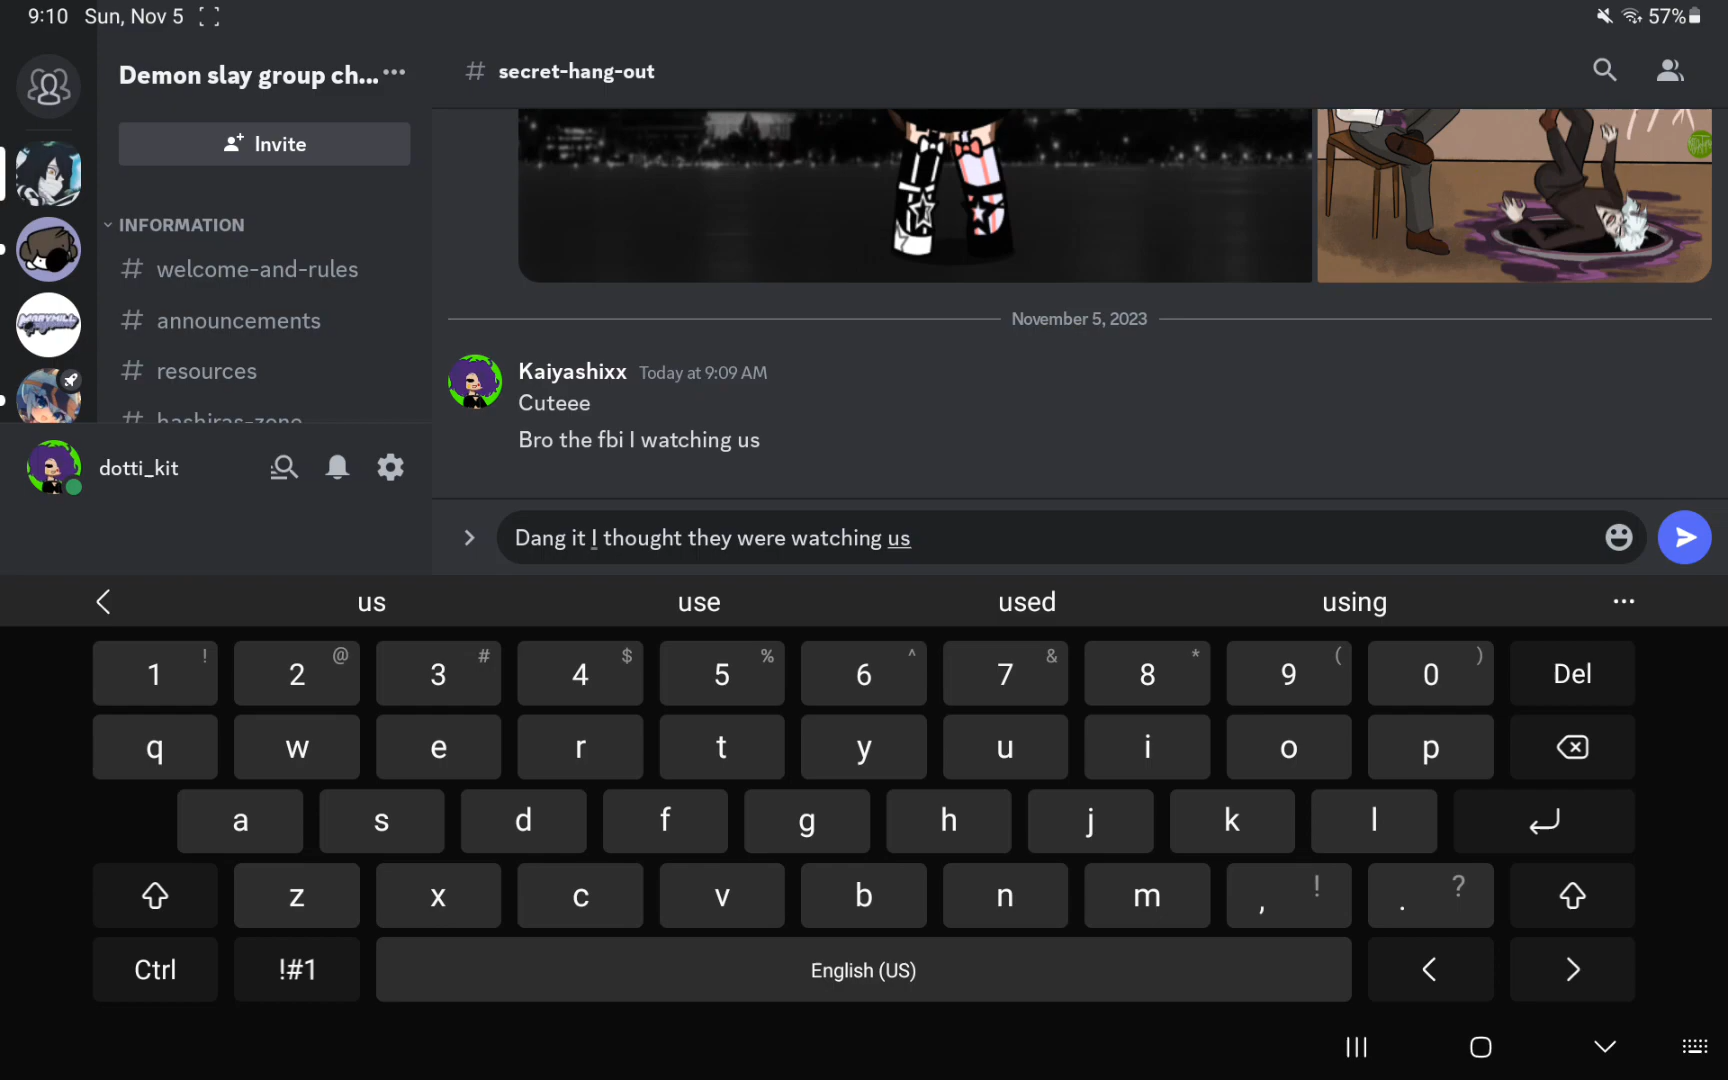 9:10 Sun, Nov 5 57%
Demon slay group ch...
# secret-hang-out
Invite
INFORMATION
# welcome-and-rules
# announcements
# resources
# hashiras-zone
dotti_kit
November 5, 2023
Kaiyashixx Today at 9:09 AM
Cuteee
Bro the fbi I watching us
Dang it I thought they were watching us
us use used using
1 ! 2 @ 3 # 4 $ 5 % 6 ^ 7 & 8 * 9 ( 0 ) Del
q w e r t y u i o p
a s d f g h j k l
z x c v b n m , ! . ?
Ctrl !#1 English (US) < >